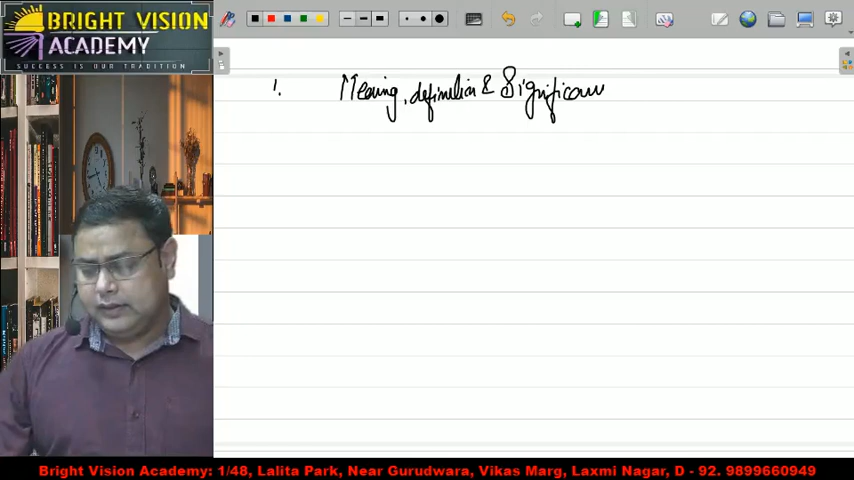 BRIGHT VISION
ACADEMY
SUCCESS IS OUR TRADITION
1. Meaning, definition & Significanc
Bright Vision Academy: 1/48, Lalita Park, Near Gurudwara, Vikas Marg, Laxmi Nagar, D - 92. 9899660949